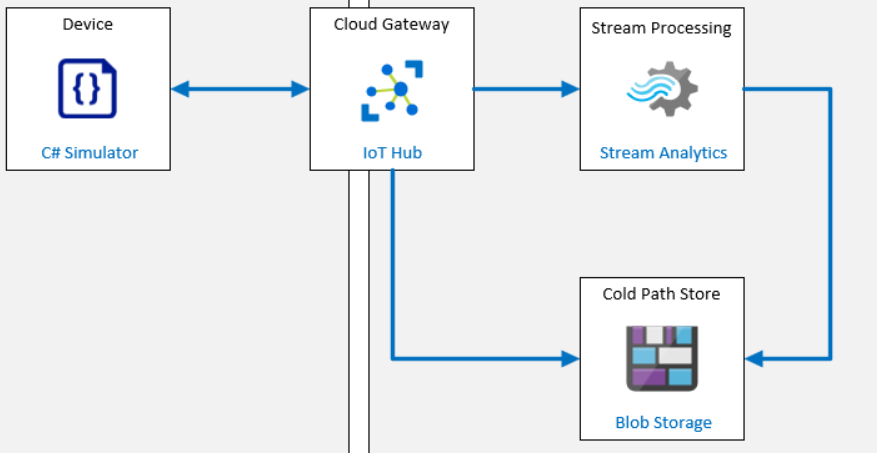 Device
C# Simulator
Cloud Gateway
IoT Hub
Stream Processing
Stream Analytics
Cold Path Store
Blob Storage